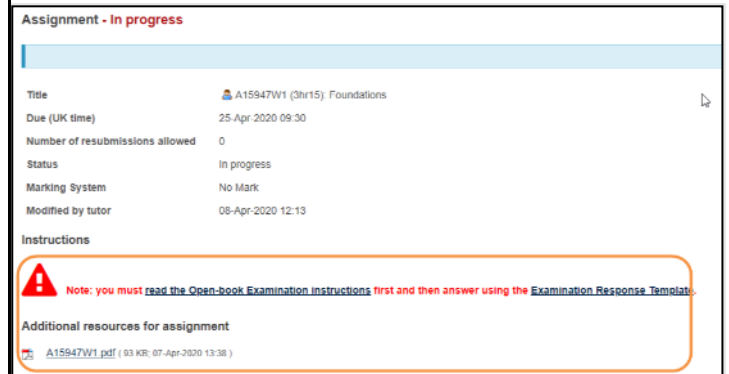 Assignment - In progress
Title A15947W1 (3hr15): Foundations
Due (UK time) 25-Apr-2020 09:30
Number of resubmissions allowed 0
Status In progress
Marking System No Mark
Modified by tutor 08-Apr-2020 12:13
Instructions
Note: you must read the Open-book Examination instructions first and then answer using the Examination Response Template.
Additional resources for assignment
A15947W1.pdf ( 93 KB; 07-Apr-2020 13:38 )